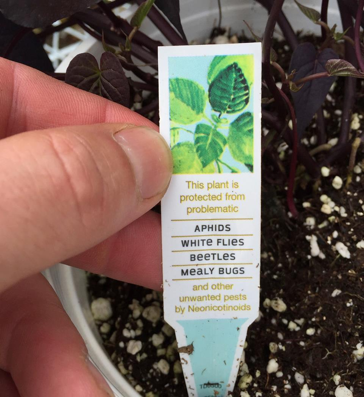 This plant is
protected from
problematic
APHIDS
WHITE FLIES
BEETLES
MEALY BUGS
and other
unwanted pests
by Neonicotinoids